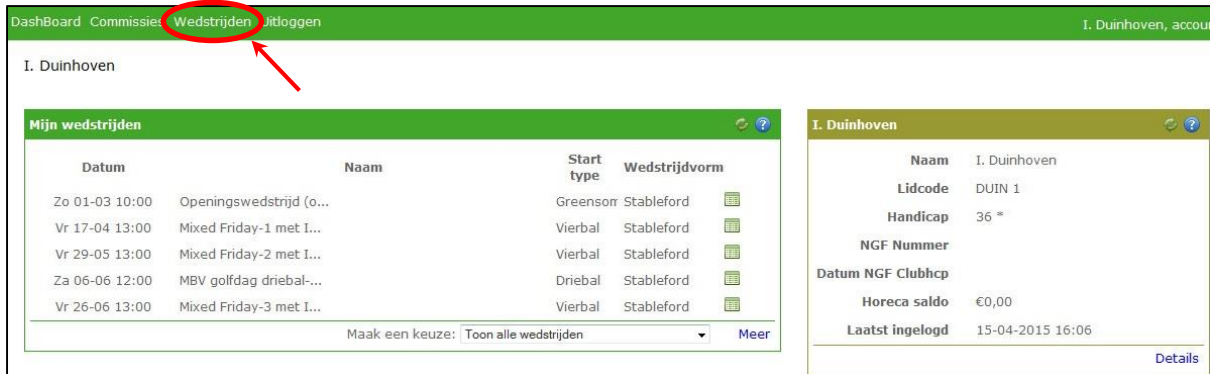 DashBoard Commissies Wedstrijden Uitloggen
I. Duinhoven, accou
I. Duinhoven
Mijn wedstrijden
Datum Naam Start type Wedstrijdvorm
Zo 01-03 10:00 Openingswedstrijd (o... Greensom Stableford
Vr 17-04 13:00 Mixed Friday-1 met I... Vierbal Stableford
Vr 29-05 13:00 Mixed Friday-2 met I... Vierbal Stableford
Za 06-06 12:00 MBV golfdag driebal-... Driebal Stableford
Vr 26-06 13:00 Mixed Friday-3 met I... Vierbal Stableford
Maak een keuze: Toon alle wedstrijden Meer
I. Duinhoven
Naam I. Duinhoven
Lidcode DUIN 1
Handicap 36 *
NGF Nummer
Datum NGF Clubhcp
Horeca saldo €0,00
Laatst ingelogd 15-04-2015 16:06
Details